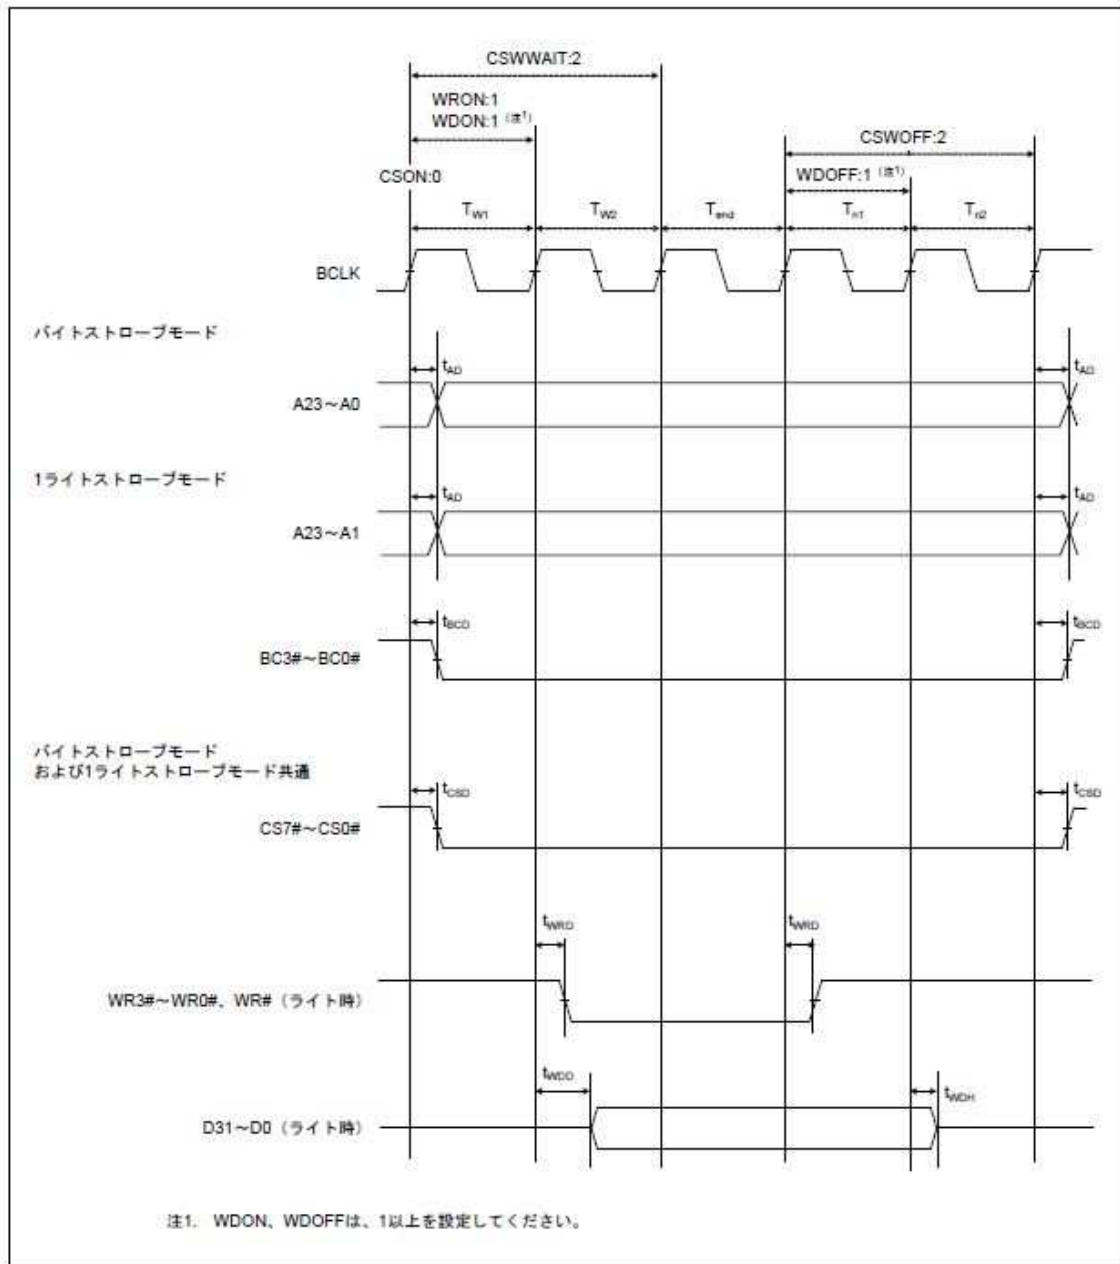 CSWWAIT:2
WRON:1
WDON:1 (注1)
CSON:0
CSWOFF:2
WDOFF:1 (注1)
TW1
TW2
Tend
Tn1
Tn2
BCLK
バイトストローブモード
tAD
tAD
A23～A0
1ライトストローブモード
tAD
tAD
A23～A1
tBCD
tBCD
BC3#～BC0#
バイトストローブモード
および1ライトストローブモード共通
tCSD
tCSD
CS7#～CS0#
tWRD
tWRD
WR3#～WR0#、WR#（ライト時）
tWDD
tWDH
D31～D0（ライト時）
注1. WDON、WDOFFは、1以上を設定してください。